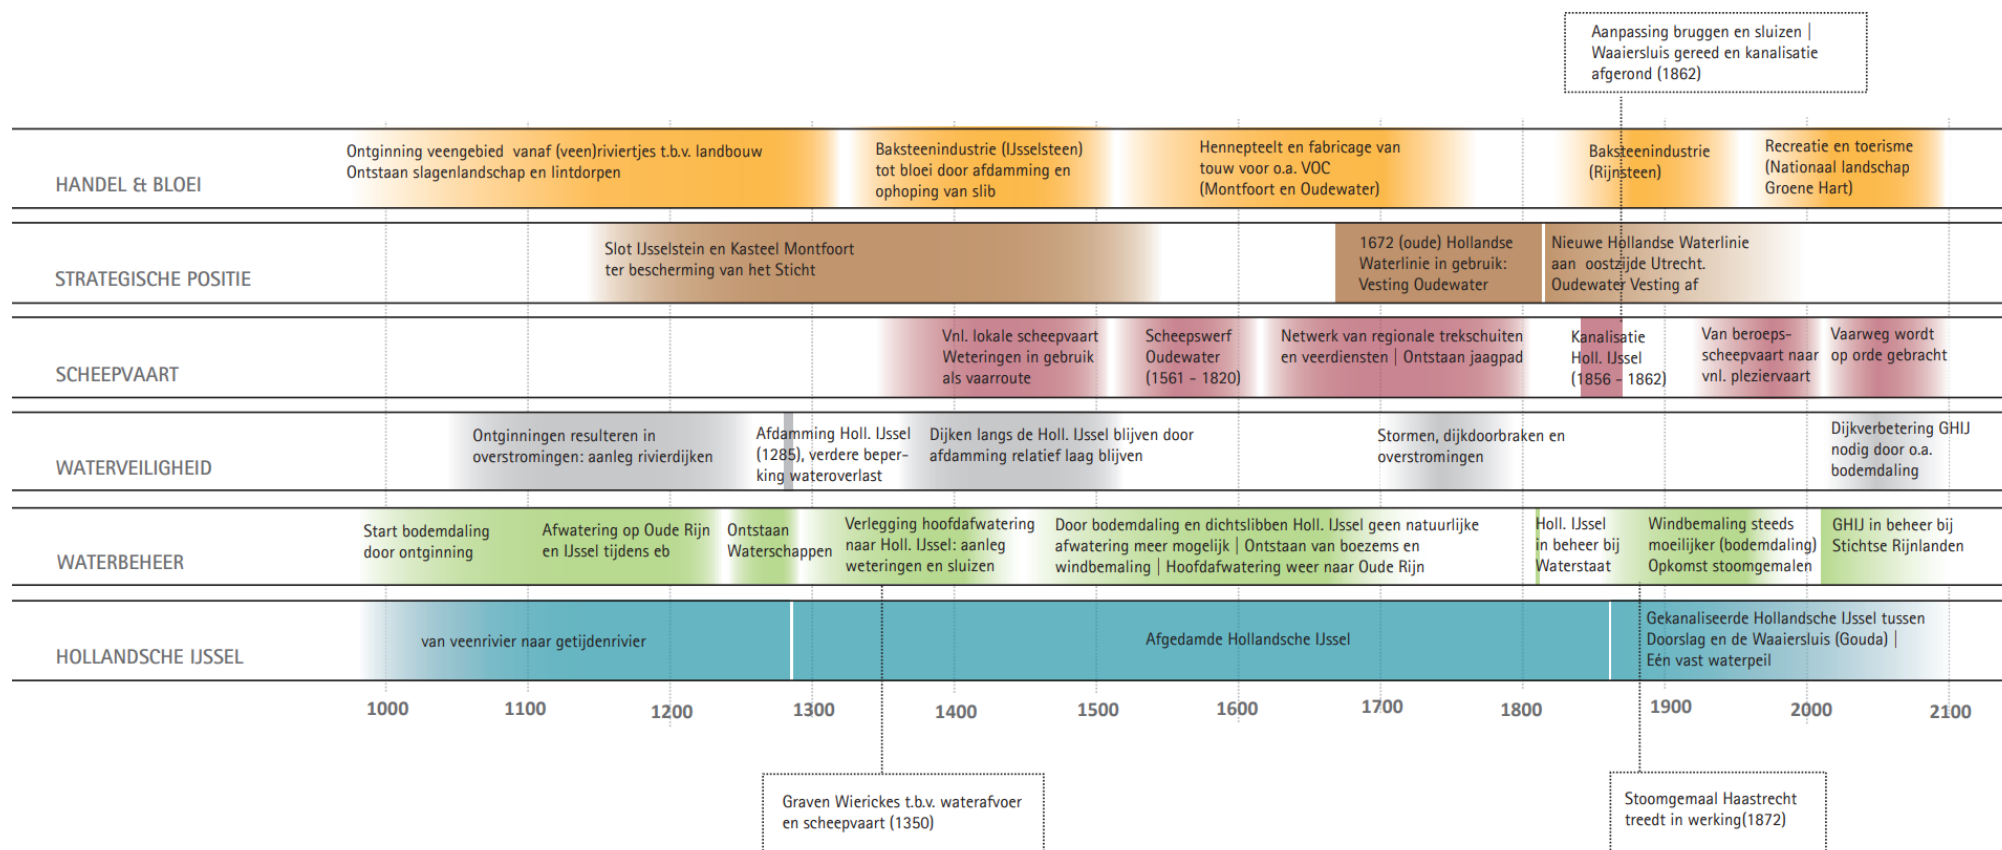 Aanpassing bruggen en sluizen |
Waaiersluis gereed en kanalisatie
afgerond (1862)
HANDEL & BLOEI
Ontginning veengebied vanaf (veen)riviertjes t.b.v. landbouw
Ontstaan slagenlandschap en lintdorpen
Baksteenindustrie (IJsselsteen)
tot bloei door afdamming en
ophoping van slib
Hennepteelt en fabricage van
touw voor o.a. VOC
(Montfoort en Oudewater)
Baksteenindustrie
(Rijnsteen)
Recreatie en toerisme
(Nationaal landschap
Groene Hart)
STRATEGISCHE POSITIE
Slot IJsselstein en Kasteel Montfoort
ter bescherming van het Sticht
1672 (oude) Hollandse
Waterlinie in gebruik:
Vesting Oudewater
Nieuwe Hollandse Waterlinie
aan oostzijde Utrecht.
Oudewater Vesting af
SCHEEPVAART
Vnl. lokale scheepvaart
Weteringen in gebruik
als vaarroute
Scheepswerf
Oudewater
(1561 - 1820)
Netwerk van regionale trekschuiten
en veerdiensten | Ontstaan jaagpad
Kanalisatie
Holl. IJssel
(1856 - 1862)
Van beroeps-
scheepvaart naar
vnl. pleziervaart
Vaarweg wordt
op orde gebracht
WATERVEILIGHEID
Ontginningen resulteren in
overstromingen: aanleg rivierdijken
Afdamming Holl. IJssel
(1285), verdere beper-
king wateroverlast
Dijken langs de Holl. IJssel blijven door
afdamming relatief laag blijven
Stormen, dijkdoorbraken en
overstromingen
Dijkverbetering GHIJ
nodig door o.a.
bodemdaling
WATERBEHEER
Start bodemdaling
door ontginning
Afwatering op Oude Rijn
en IJssel tijdens eb
Ontstaan
Waterschappen
Verlegging hoofdafwatering
naar Holl. IJssel: aanleg
weteringen en sluizen
Door bodemdaling en dichtslibben Holl. IJssel geen natuurlijke
afwatering meer mogelijk | Ontstaan van boezems en
windbemaling | Hoofdafwatering weer naar Oude Rijn
Holl. IJssel
in beheer bij
Waterstaat
Windbemaling steeds
moeilijker (bodemdaling)
Opkomst stoomgemalen
GHIJ in beheer bij
Stichtse Rijnlanden
HOLLANDSCHE IJSSEL
van veenrivier naar getijdenrivier
Afgedamde Hollandsche IJssel
Gekanaliseerde Hollandsche IJssel tussen
Doorslag en de Waaiersluis (Gouda) |
Eén vast waterpeil
1000 1100 1200 1300 1400 1500 1600 1700 1800 1900 2000 2100
Graven Wierickes t.b.v. waterafvoer
en scheepvaart (1350)
Stoomgemaal Haastrecht
treedt in werking(1872)